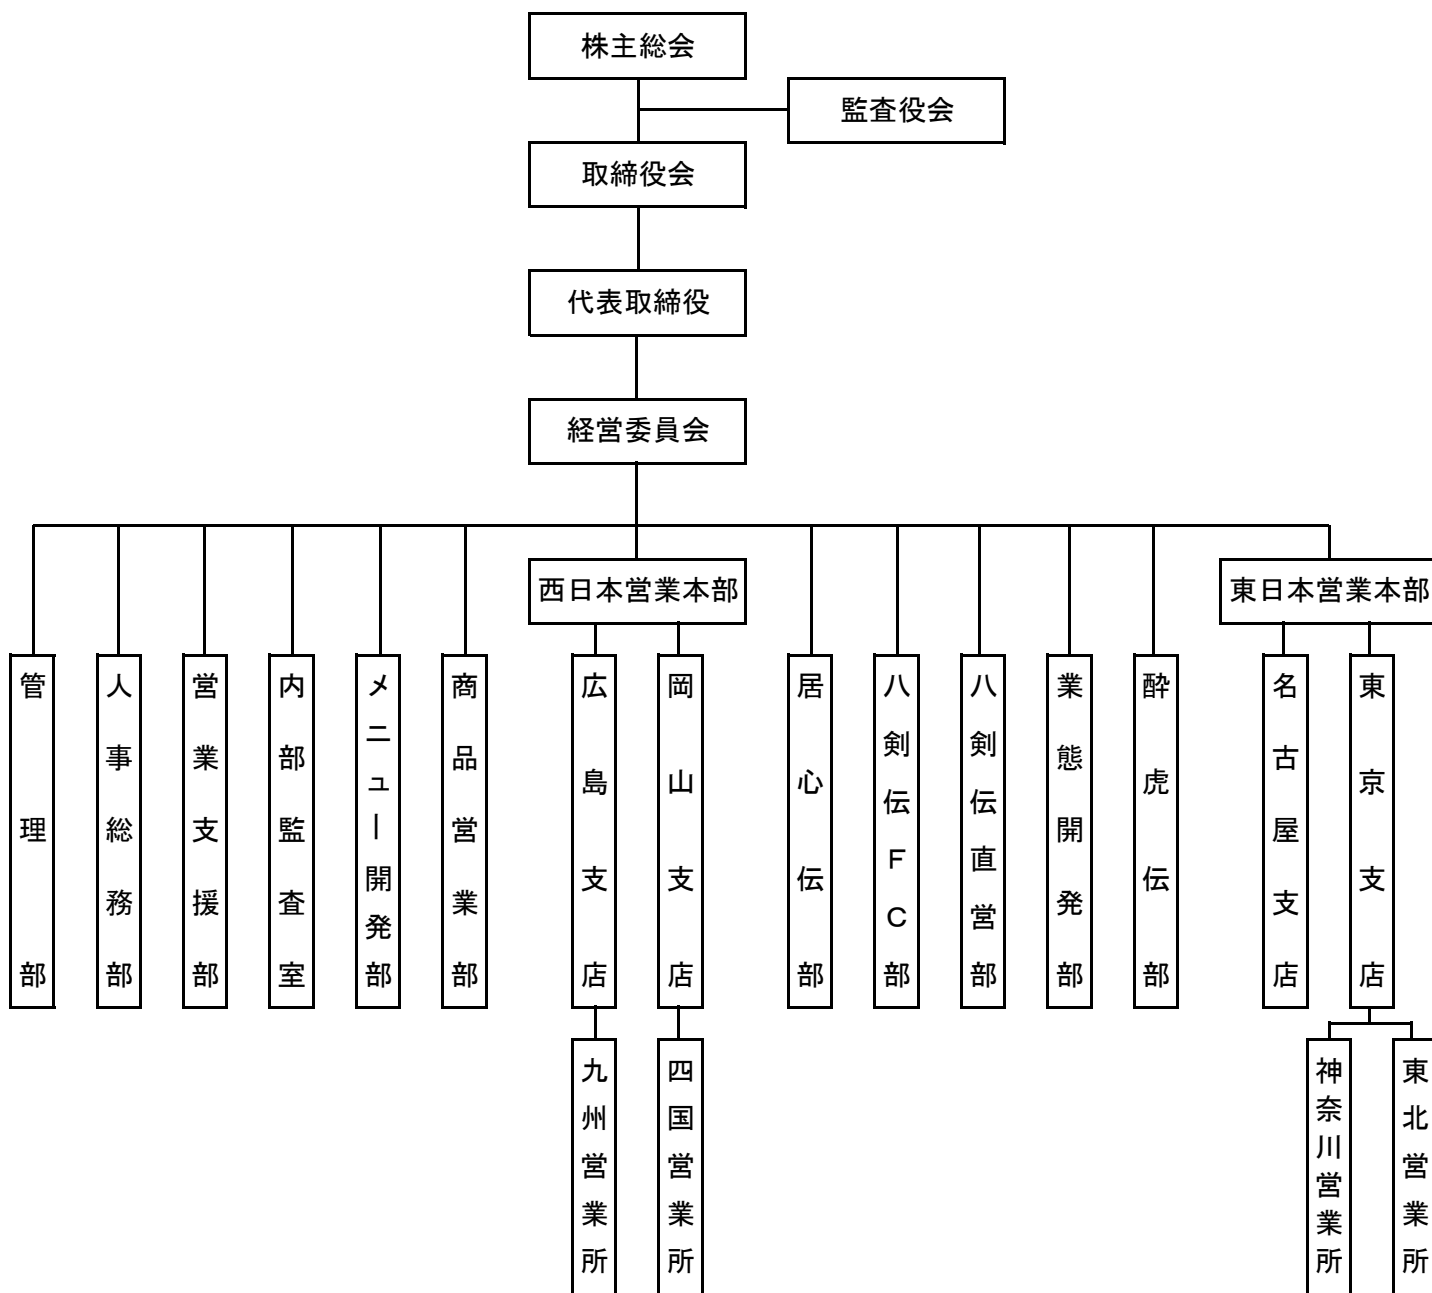 株主総会
監査役会
取締役会
代表取締役
経営委員会
西日本営業本部
東日本営業本部
管理部
人事総務部
営業支援部
内部監査室
メニュー開発部
商品営業部
広島支店
岡山支店
居心伝部
八剣伝FC部
八剣伝直営部
業態開発部
酔虎伝部
名古屋支店
東京支店
九州営業所
四国営業所
神奈川営業所
東北営業所